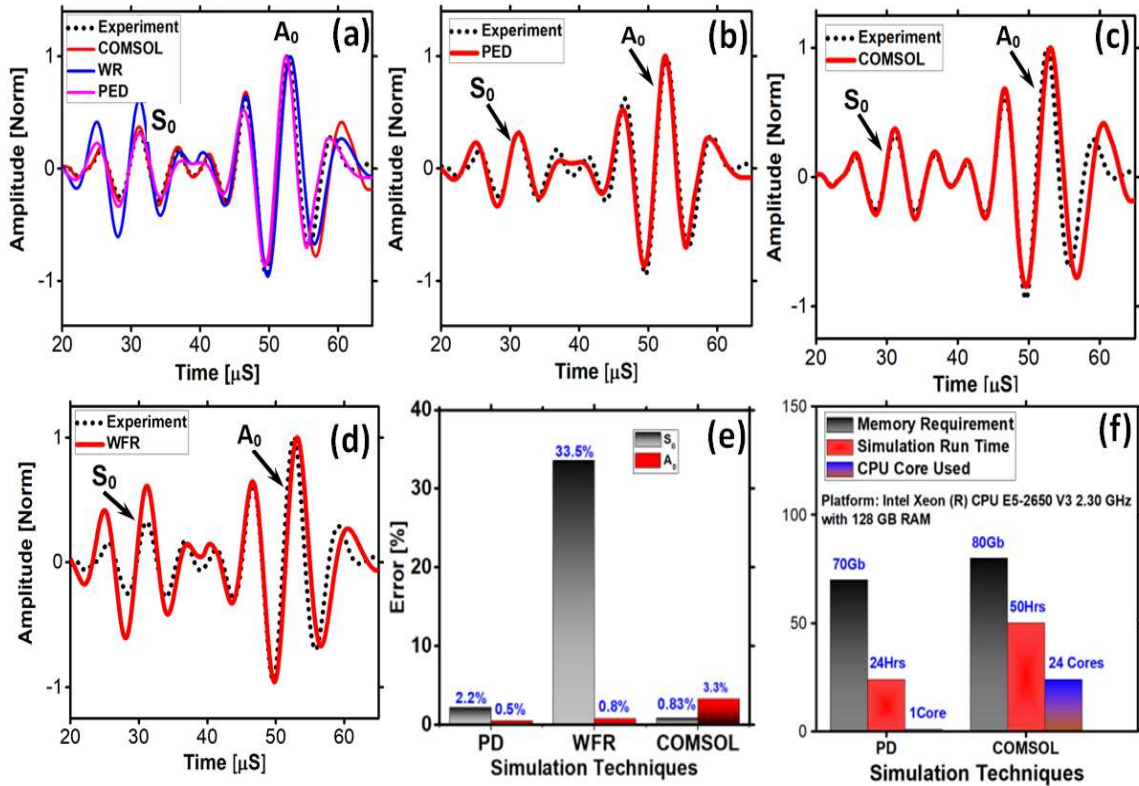 (a)
Experiment
COMSOL
WR
PED
S0
A0
1
0
-1
Amplitude [Norm]
20 30 40 50 60
Time [μS]
(b)
Experiment
PED
S0
A0
1
0
-1
Amplitude [Norm]
20 30 40 50 60
Time [μS]
(c)
Experiment
COMSOL
S0
A0
1
0
-1
Amplitude [Norm]
20 30 40 50 60
Time [μS]
(d)
Experiment
WFR
S0
A0
1
0
-1
Amplitude [Norm]
20 30 40 50 60
Time [μS]
(e)
S0
A0
40
30
20
10
0
Error [%]
2.2% 0.5% 33.5% 0.8% 0.83% 3.3%
PD WFR COMSOL
Simulation Techniques
(f)
Memory Requirement
Simulation Run Time
CPU Core Used
Platform: Intel Xeon (R) CPU E5-2650 V3 2.30 GHz
with 128 GB RAM
150
100
50
0
70Gb 24Hrs 1Core 80Gb 50Hrs 24 Cores
PD COMSOL
Simulation Techniques